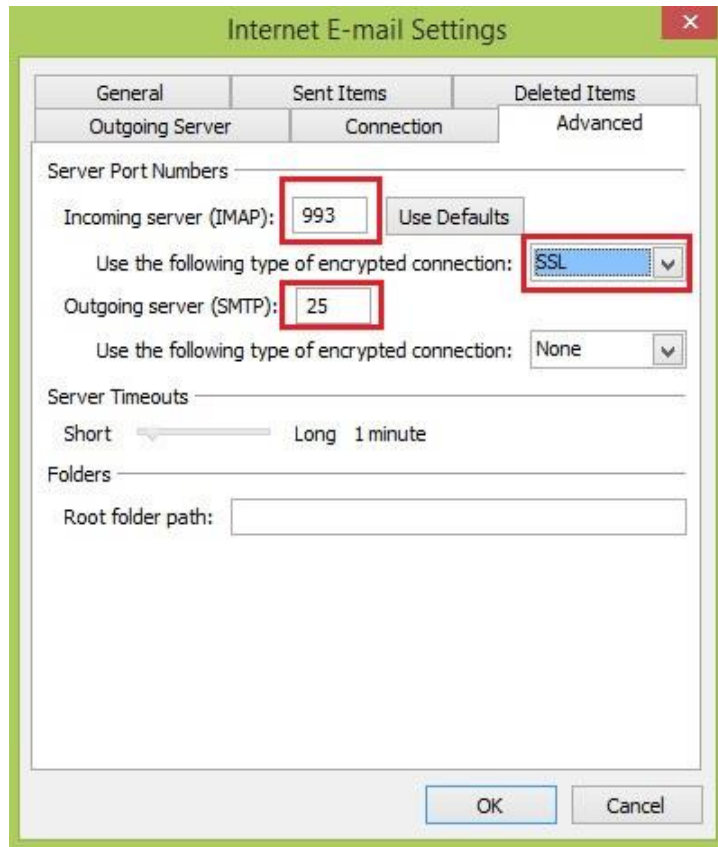 Internet E-mail Settings
General Sent Items Deleted Items
Outgoing Server Connection Advanced
Server Port Numbers
Incoming server (IMAP): 993 Use Defaults
Use the following type of encrypted connection: SSL
Outgoing server (SMTP): 25
Use the following type of encrypted connection: None
Server Timeouts
Short Long 1 minute
Folders
Root folder path:
OK Cancel